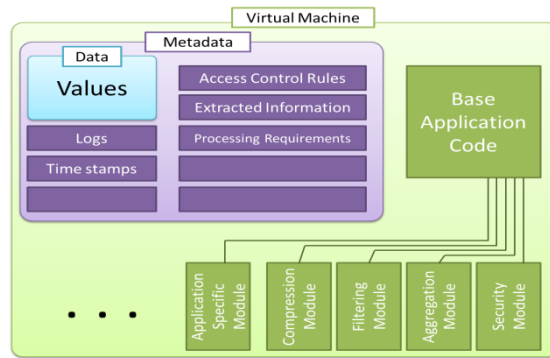 Virtual Machine
Metadata
Data
Values
Logs
Time stamps
Access Control Rules
Extracted Information
Processing Requirements
Base
Application
Code
Application
Specific
Module
Compression
Module
Filtering
Module
Aggregation
Module
Security
Module
. . .